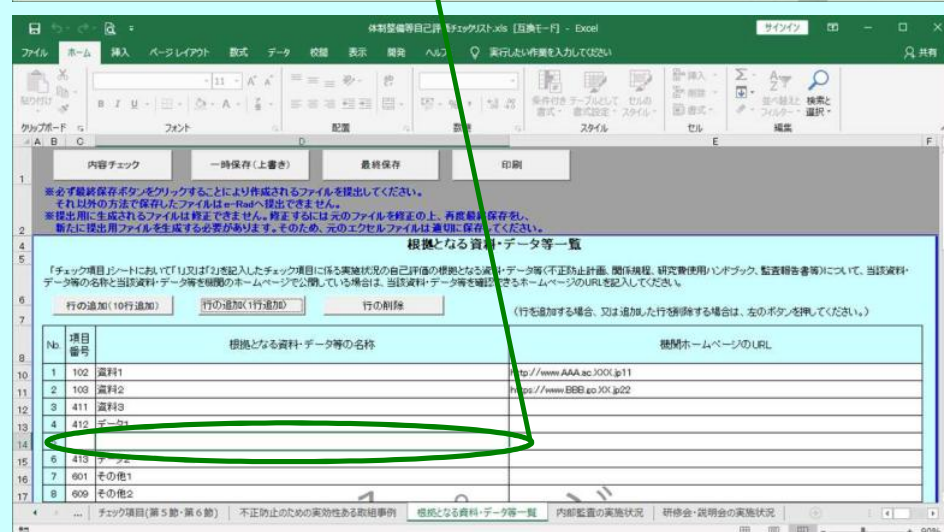 体制整備等自己評価チェックリスト.xls [互換モード] - Excel
サインイン
ファイル ホーム 挿入 ページ レイアウト 数式 データ 校閲 表示 開発 ヘルプ 実行したい作業を入力してください 共有
11
条件付き書式 テーブルとして書式設定 セルのスタイル
挿入 削除 書式
並べ替えとフィルター 検索と選択
クリップボード フォント 配置 数値 スタイル セル 編集
A B C D E F
内容チェック 一時保存(上書き) 最終保存 印刷
※必ず最終保存ボタンをクリックすることにより作成されるファイルを提出してください。
それ以外の方法で保存したファイルはe-Radへ提出できません。
※提出用に生成されるファイルは修正できません。修正するには元のファイルを修正の上、再度最終保存をし、
新たに提出用ファイルを生成する必要があります。そのため、元のエクセルファイルは適切に保存してください。
根拠となる資料・データ等一覧
「チェック項目」シートにおいて「1」又は「2」を記入したチェック項目に係る実施状況の自己評価の根拠となる資料・データ等(不正防止計画、関係規程、研究費使用ハンドブック、監査報告書等)について、当該資料・
データ等の名称と当該資料・データ等を機関のホームページで公開している場合は、当該資料・データ等を確認できるホームページのURLを記入してください。
行の追加(10行追加) 行の追加(1行追加) 行の削除 (行を追加する場合、又は追加した行を削除する場合は、左のボタンを押してください。)
No. 項目番号 根拠となる資料・データ等の名称 機関ホームページのURL
1 102 資料1 http://www.AAA.ac.XXX.jp11
2 103 資料2 https://www.BBB.go.XX.jp22
3 411 資料3
4 412 データ1
6 413 データ2
7 601 その他1
8 609 その他2
... チェック項目(第5節・第6節) 不正防止のための実効性ある取組事例 根拠となる資料・データ等一覧 内部監査の実施状況 研修会・説明会の実施状況
90%